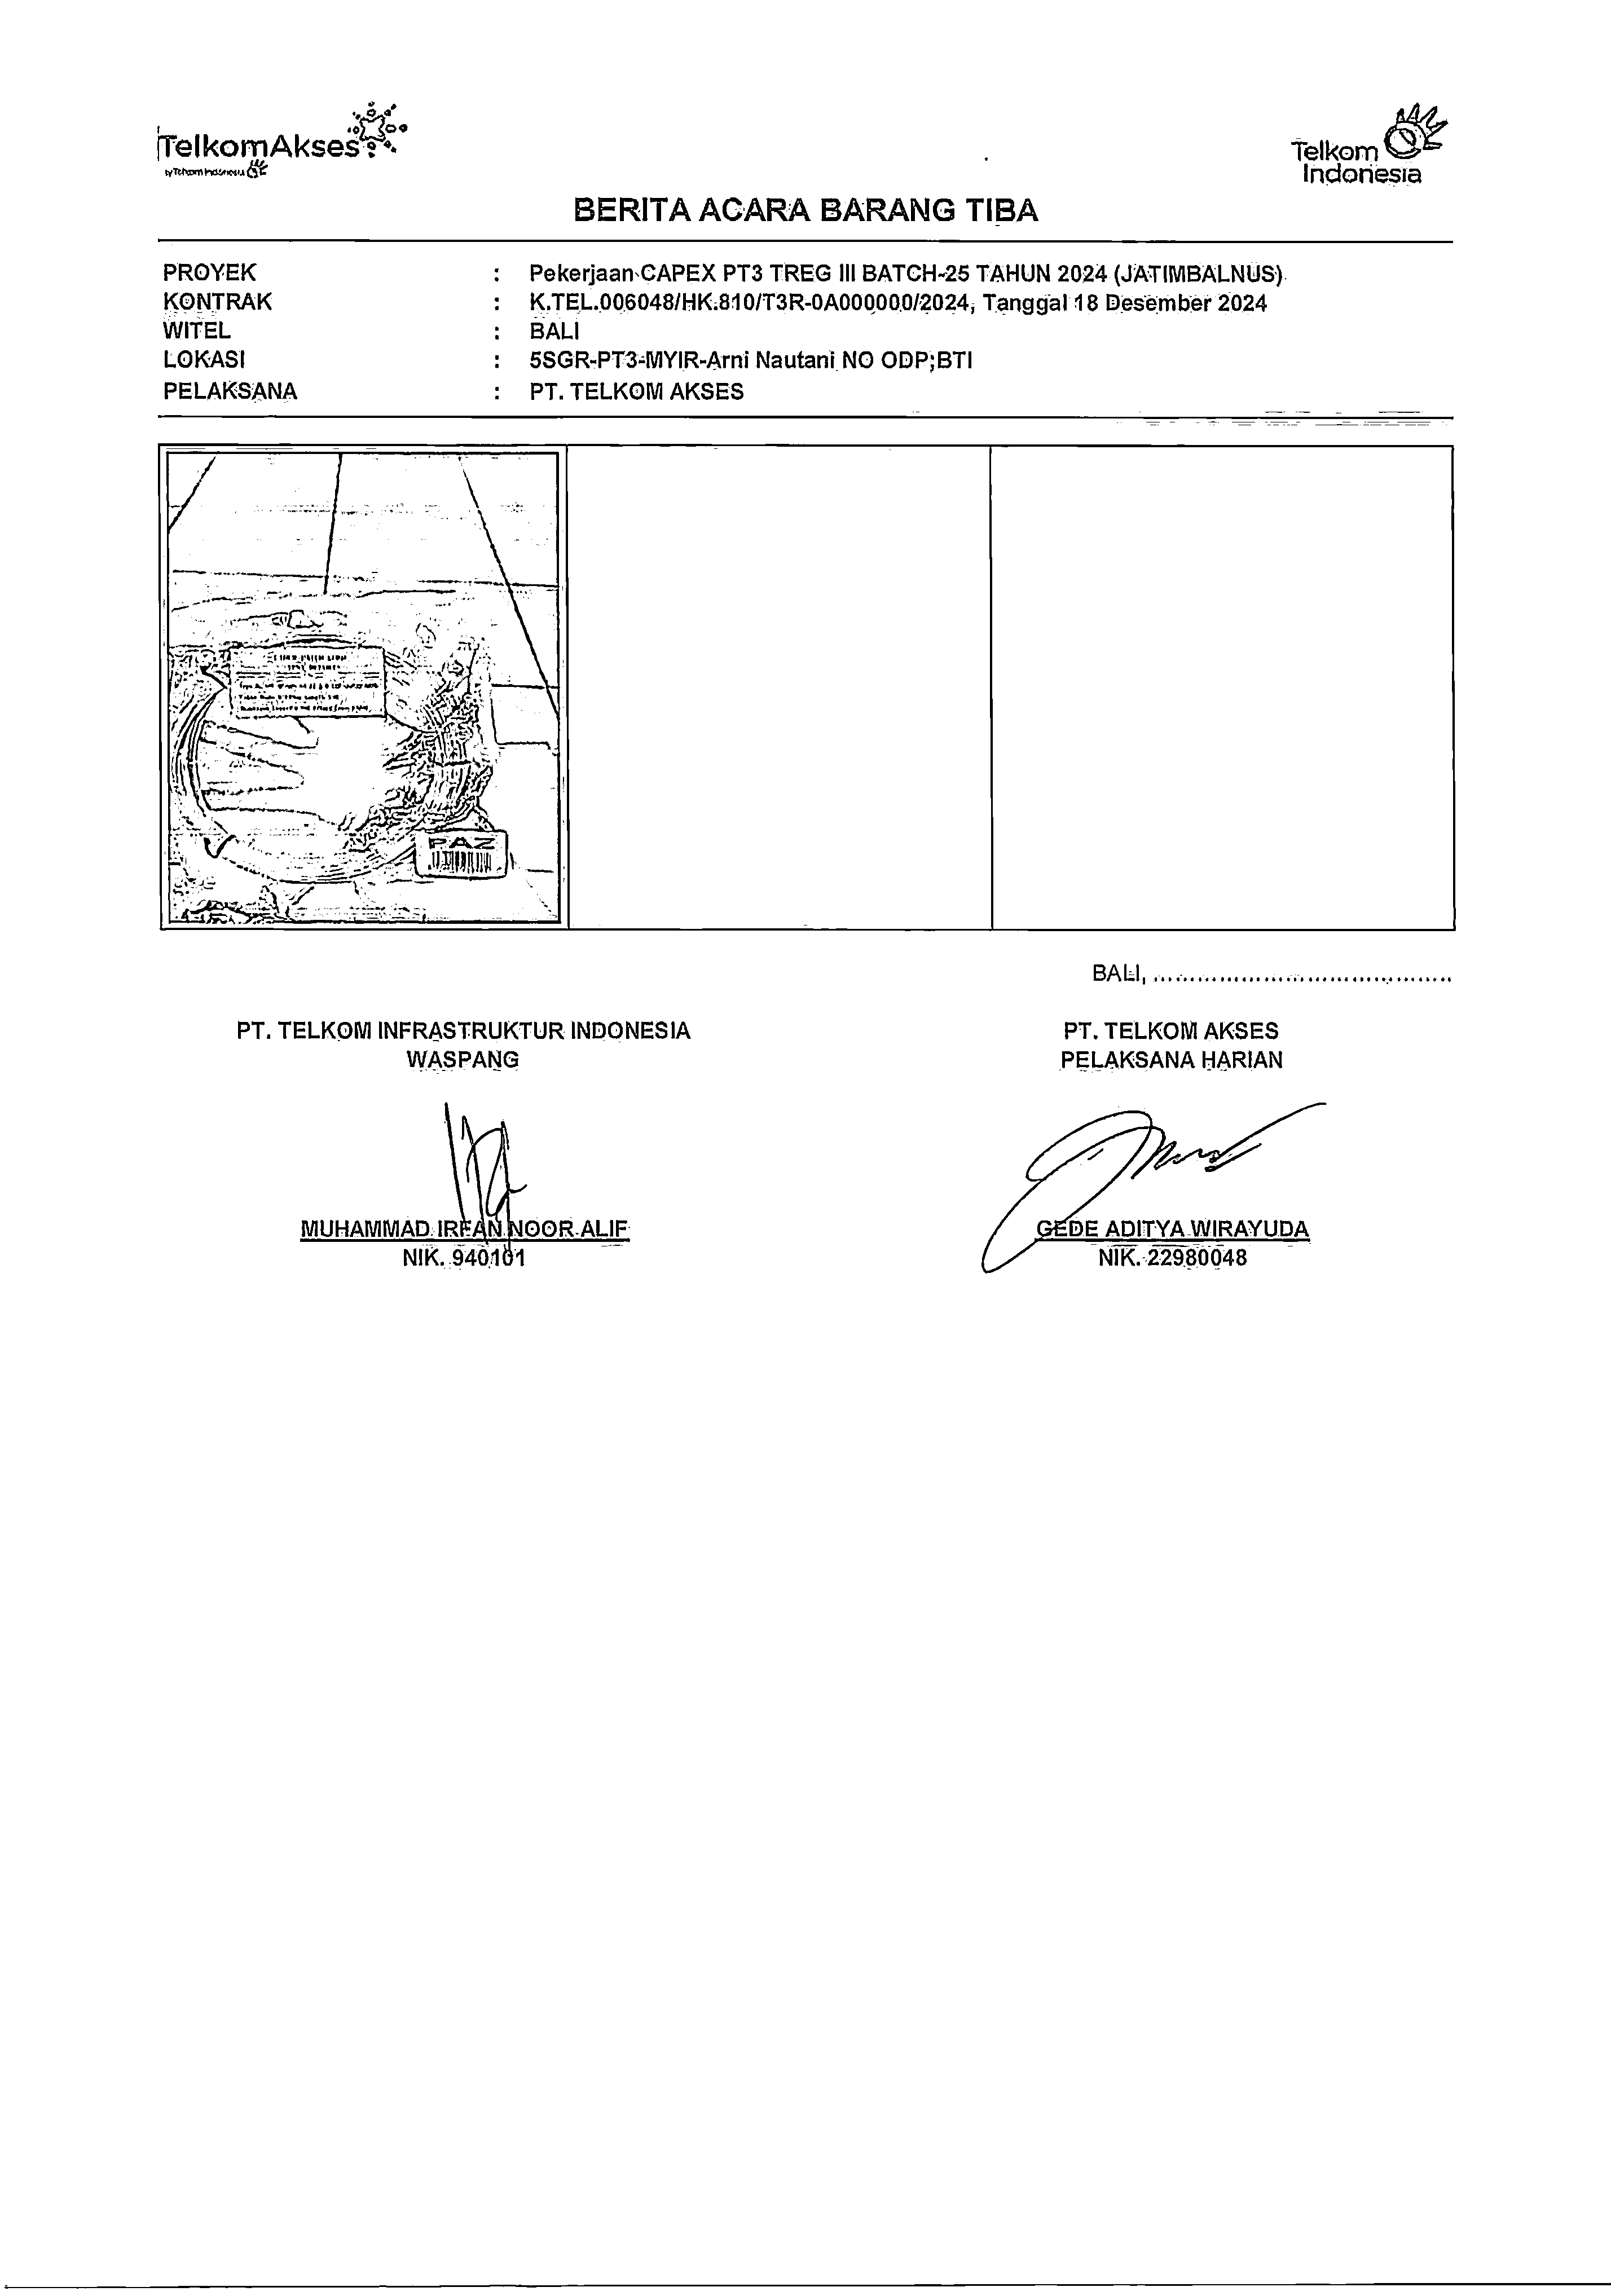 TelkomAkses
by Telkom Indonesia
Telkom
Indonesia
BERITA ACARA BARANG TIBA
PROYEK : Pekerjaan CAPEX PT3 TREG III BATCH-25 TAHUN 2024 (JATIMBALNUS)
KONTRAK : K.TEL.006048/HK.810/T3R-0A000000/2024, Tanggal 18 Desember 2024
WITEL : BALI
LOKASI : 5SGR-PT3-MYIR-Arni Nautani NO ODP;BTI
PELAKSANA : PT. TELKOM AKSES
PAZ
BALI, ........................................
PT. TELKOM INFRASTRUKTUR INDONESIA
WASPANG
PT. TELKOM AKSES
PELAKSANA HARIAN
MUHAMMAD IRFAN NOOR ALIF
NIK. 940101
GEDE ADITYA WIRAYUDA
NIK. 22980048